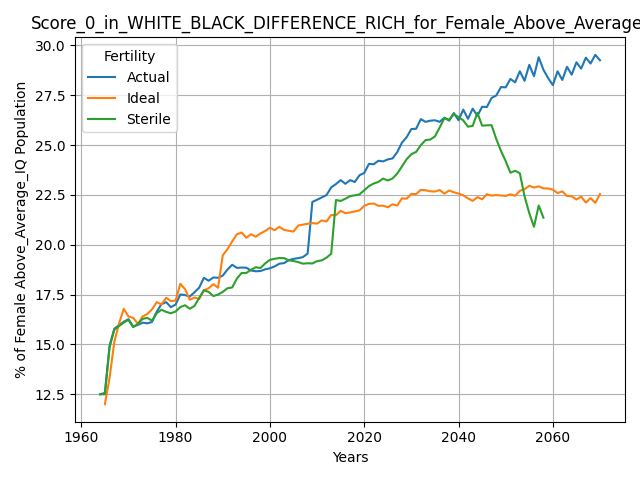 Score_0_in_WHITE_BLACK_DIFFERENCE_RICH_for_Female_Above_Average
30.0
27.5
25.0
22.5
20.0
17.5
15.0
12.5
% of Female Above_Average_IQ Population
Fertility
Actual
Ideal
Sterile
1960
1980
2000
2020
2040
2060
Years